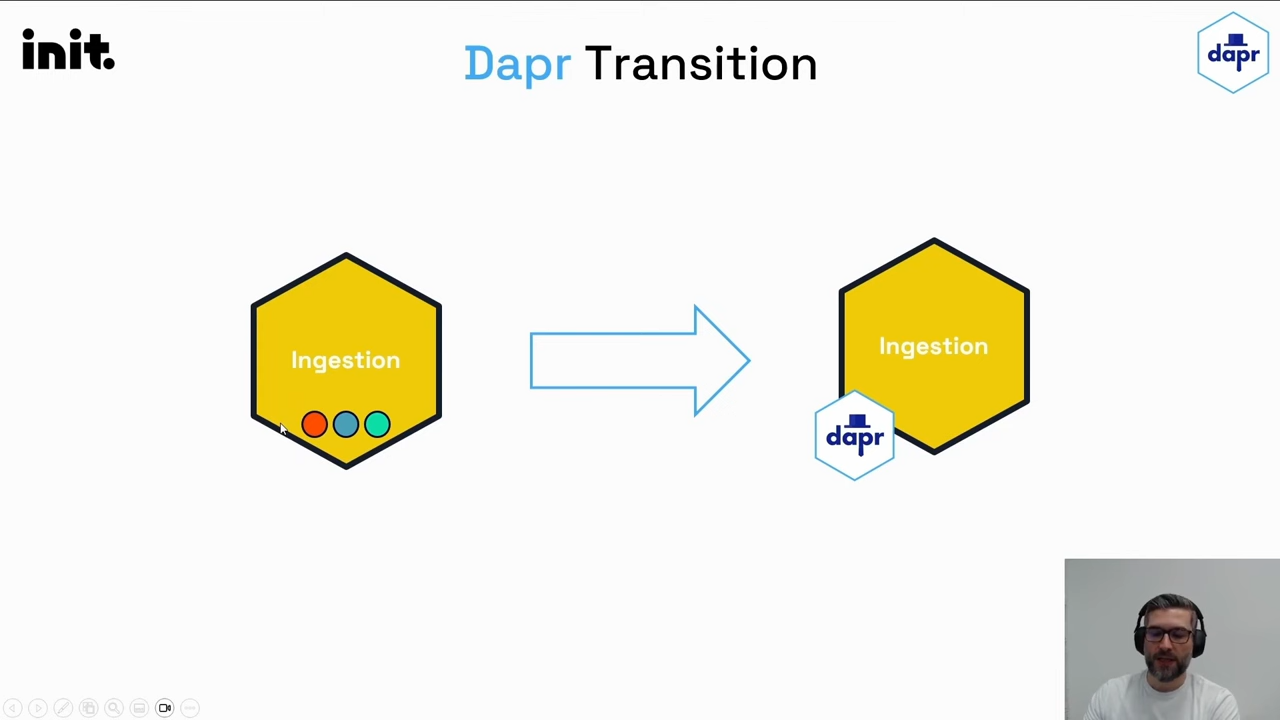 init.
Dapr Transition
dapr
Ingestion
Ingestion
dapr